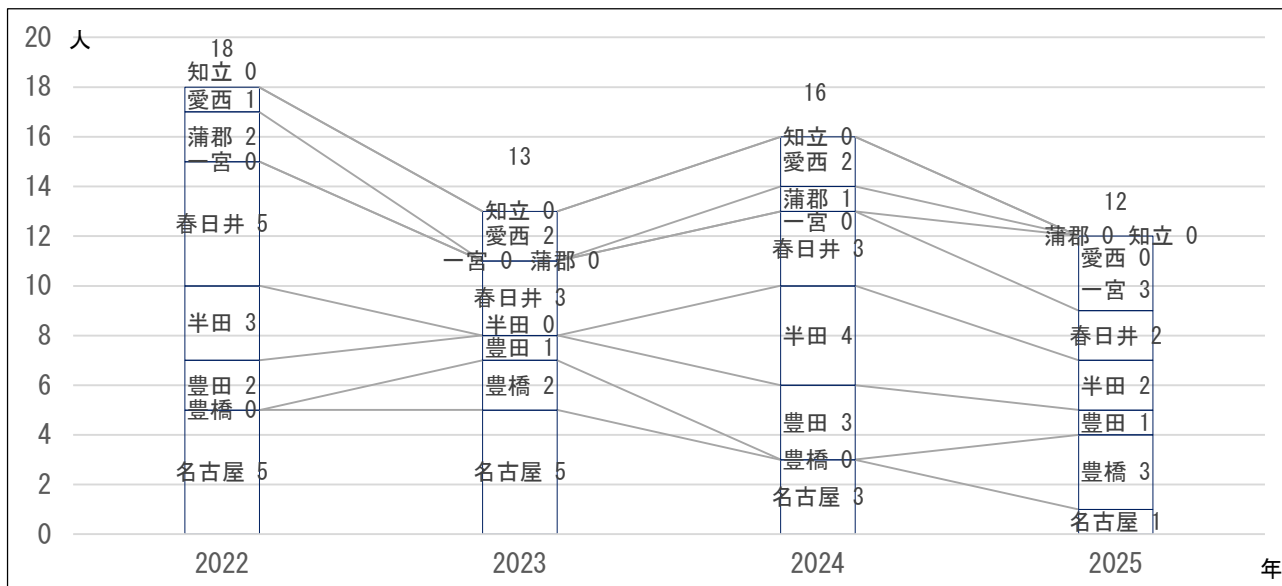 20 人
18
16
14
12
10
8
6
4
2
0
18
知立 0
愛西 1
蒲郡 2
一宮 0
春日井 5
半田 3
豊田 2
豊橋 0
名古屋 5
13
知立 0
愛西 2
一宮 0 蒲郡 0
春日井 3
半田 0
豊田 1
豊橋 2
名古屋 5
16
知立 0
愛西 2
蒲郡 1
一宮 0
春日井 3
半田 4
豊田 3
豊橋 0
名古屋 3
12
蒲郡 0 知立 0
愛西 0
一宮 3
春日井 2
半田 2
豊田 1
豊橋 3
名古屋 1
2022 2023 2024 2025 年